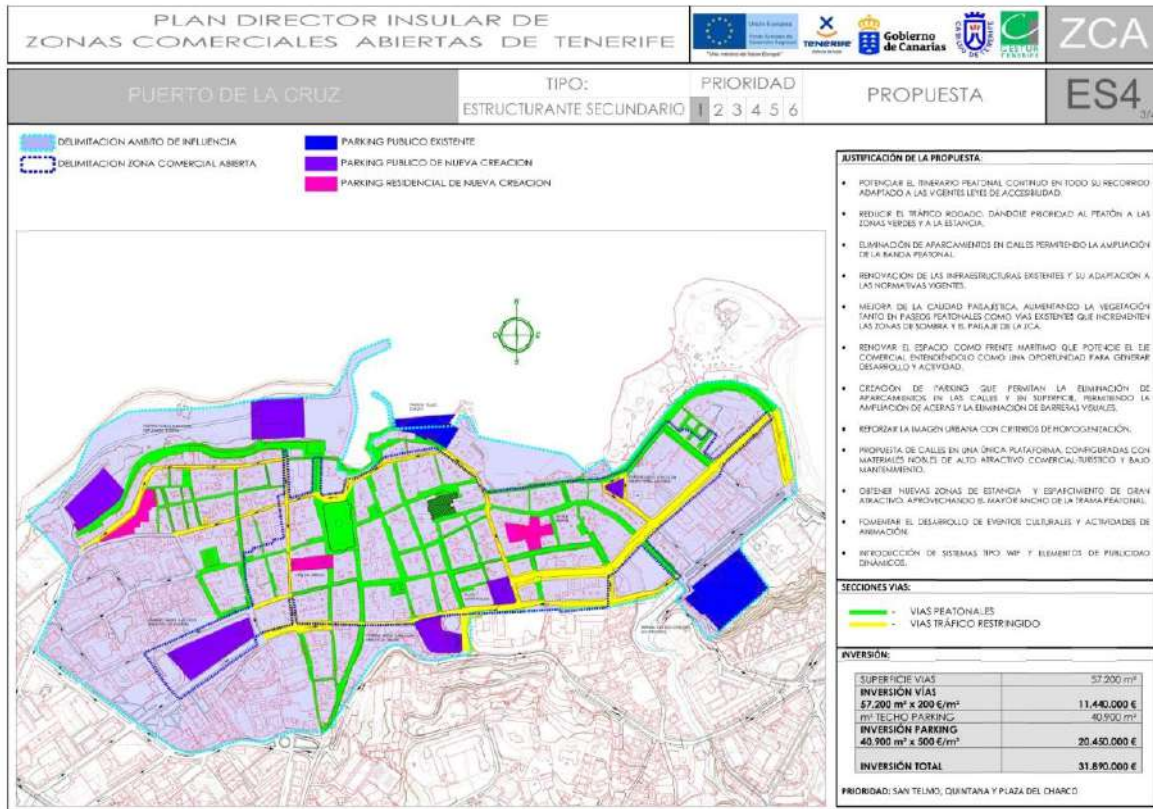 PLAN DIRECTOR INSULAR DE
ZONAS COMERCIALES ABIERTAS DE TENERIFE
Unión Europea
TENERIFE
Gobierno
de Canarias
CABILDO DE TENERIFE
GESTUR
TENERIFE
ZCA
PUERTO DE LA CRUZ
TIPO:
ESTRUCTURANTE SECUNDARIO
PRIORIDAD
1 2 3 4 5 6
PROPUESTA
ES4
DELIMITACION AMBITO DE INFLUENCIA
DELIMITACION ZONA COMERCIAL ABIERTA
PARKING PUBLICO EXISTENTE
PARKING PUBLICO DE NUEVA CREACION
PARKING RESIDENCIAL DE NUEVA CREACION
JUSTIFICACIÓN DE LA PROPUESTA:
• POTENCIAR EL ITINERARIO PEATONAL CONTINUO EN TODO SU RECORRIDO
ADAPTADO A LAS VIGENTES LEYES DE ACCESIBILIDAD.
• REDUCIR EL TRÁFICO RODADO, DÁNDOLE PRIORIDAD AL PEATÓN A LAS
ZONAS VERDES Y A LA ESTANCIA.
• ELIMINACIÓN DE APARCAMIENTOS EN CALLES PERMITIENDO LA AMPLIACIÓN
DE LA BANDA PEATONAL.
• RENOVACIÓN DE LAS INFRAESTRUCTURAS EXISTENTES Y SU ADAPTACIÓN A
LAS NORMATIVAS VIGENTES.
• MEJORA DE LA CALIDAD PAISAJÍSTICA, AUMENTANDO LA VEGETACIÓN
TANTO EN PASEOS PEATONALES COMO VIAS EXISTENTES QUE INCREMENTEN
LAS ZONAS DE SOMBRA Y EL PAISAJE DE LA ZCA.
• RENOVAR EL ESPACIO COMO FRENTE MARÍTIMO QUE POTENCIE EL EJE
COMERCIAL ENTENDIÉNDOLO COMO UNA OPORTUNIDAD PARA GENERAR
DESARROLLO Y ACTIVIDAD.
• CREACIÓN DE PARKING QUE PERMITAN LA ELIMINACIÓN DE
APARCAMIENTOS EN LAS CALLES Y EN SUPERFICIE, PERMITIENDO LA
AMPLIACIÓN DE ACERAS Y LA ELIMINACIÓN DE BARRERAS VISUALES.
• REFORZAR LA IMAGEN URBANA CON CRITERIOS DE HOMOGENIZACIÓN.
• PROPUESTA DE CALLES EN UNA ÚNICA PLATAFORMA, CONFIGURADAS CON
MATERIALES NOBLES DE ALTO ATRACTIVO COMERCIAL-TURÍSTICO Y BAJO
MANTENIMIENTO.
• OBTENER NUEVAS ZONAS DE ESTANCIA Y ESPARCIMIENTO DE GRAN
ATRACTIVO, APROVECHANDO EL MAYOR ANCHO DE LA TRAMA PEATONAL.
• FOMENTAR EL DESARROLLO DE EVENTOS CULTURALES Y ACTIVIDADES DE
ANIMACIÓN.
• INTRODUCCIÓN DE SISTEMAS TIPO WIFI Y ELEMENTOS DE PUBLICIDAD
DINÁMICOS.
SECCIONES VIAS:
- VIAS PEATONALES
- VIAS TRÁFICO RESTRINGIDO
INVERSIÓN:
SUPERFICIE VIAS 57.200 m²
INVERSIÓN VÍAS
57.200 m² x 200 €/m² 11.440.000 €
m² TECHO PARKING 40.900 m²
INVERSIÓN PARKING
40.900 m² x 500 €/m² 20.450.000 €
INVERSIÓN TOTAL 31.890.000 €
PRIORIDAD: SAN TELMO, QUINTANA Y PLAZA DEL CHARCO